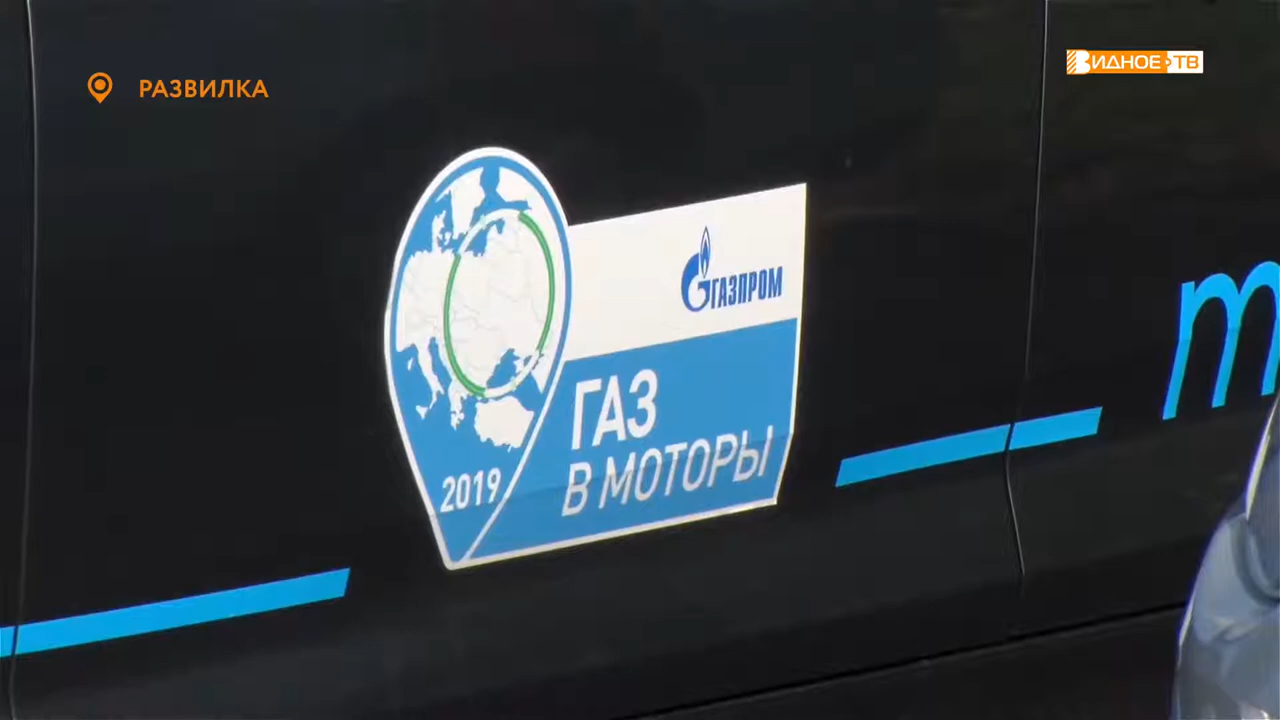 РАЗВИЛКА
ВИДНОЕ ТВ
ГАЗПРОМ
ГАЗ
В МОТОРЫ
2019
m